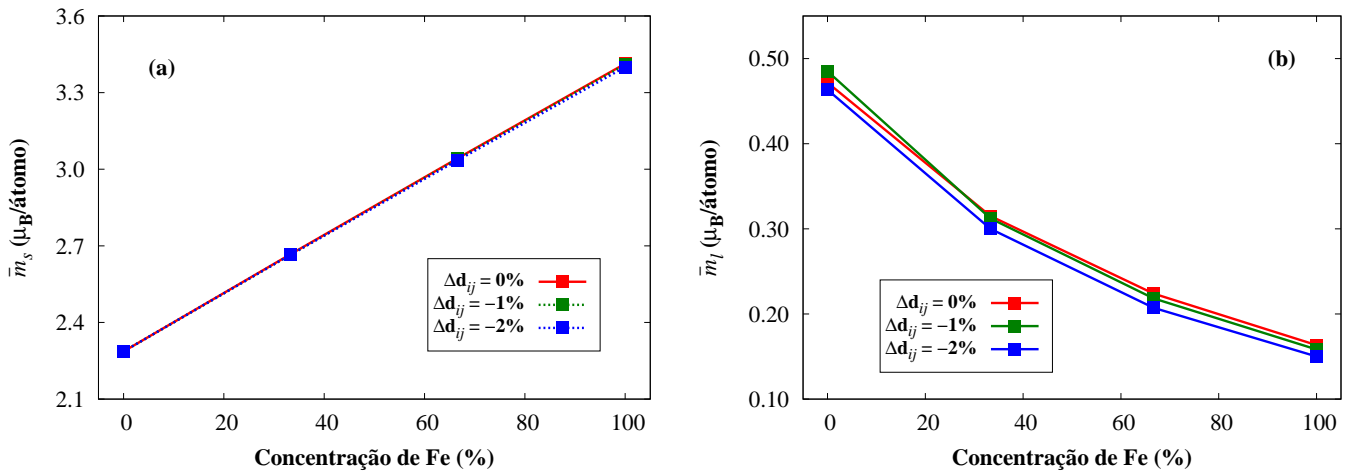 3.6
3.3
3.0
2.7
2.4
2.1
m̄s (μB/átomo)
(a)
Δdij = 0%
Δdij = −1%
Δdij = −2%
0 20 40 60 80 100
Concentração de Fe (%)
0.50
0.40
0.30
0.20
0.10
m̄l (μB/átomo)
(b)
Δdij = 0%
Δdij = −1%
Δdij = −2%
0 20 40 60 80 100
Concentração de Fe (%)